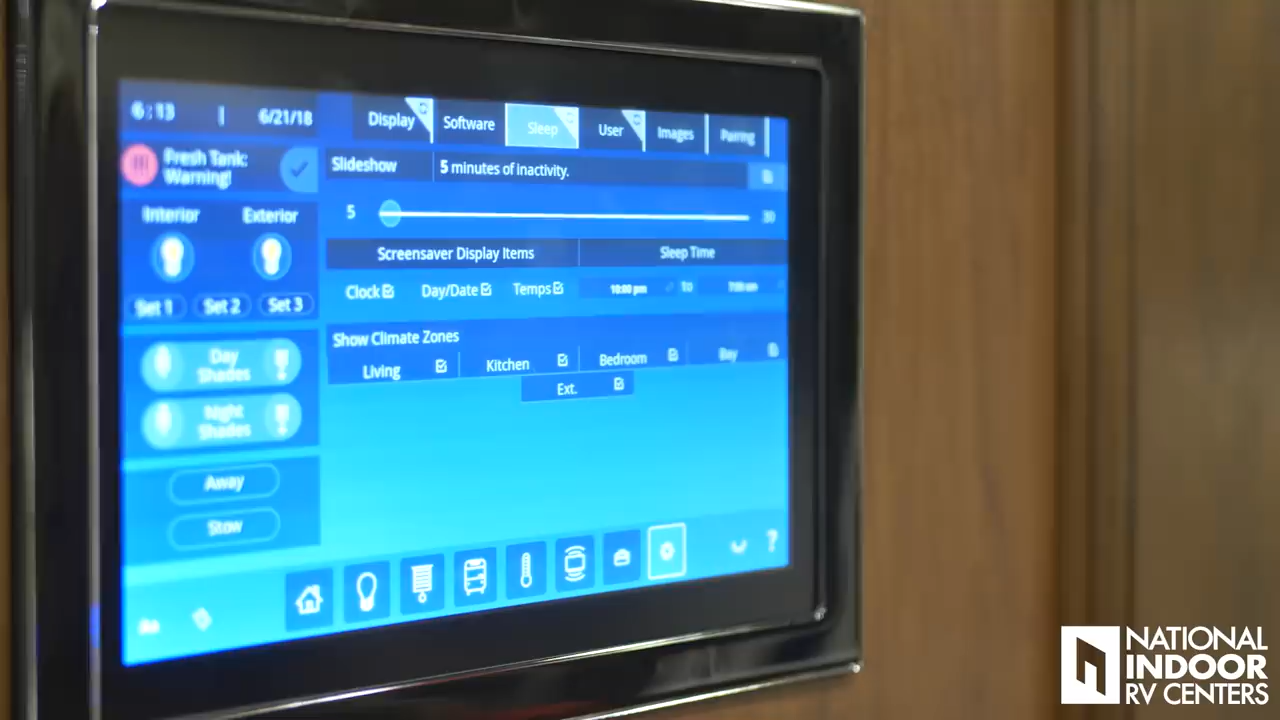 6:13 | 6/21/18
Display Software Sleep User Images Pairing
Fresh Tank:
Warning!
Slideshow 5 minutes of inactivity.
5 30
Interior Exterior
Screensaver Display Items Sleep Time
Clock Day/Date Temps 10:00 pm To 7:00 am
Set 1 Set 2 Set 3
Show Climate Zones
Living Kitchen Bedroom Bay
Ext.
Day
Shades
Night
Shades
Away
Stow
?
NATIONAL
INDOOR
RV CENTERS